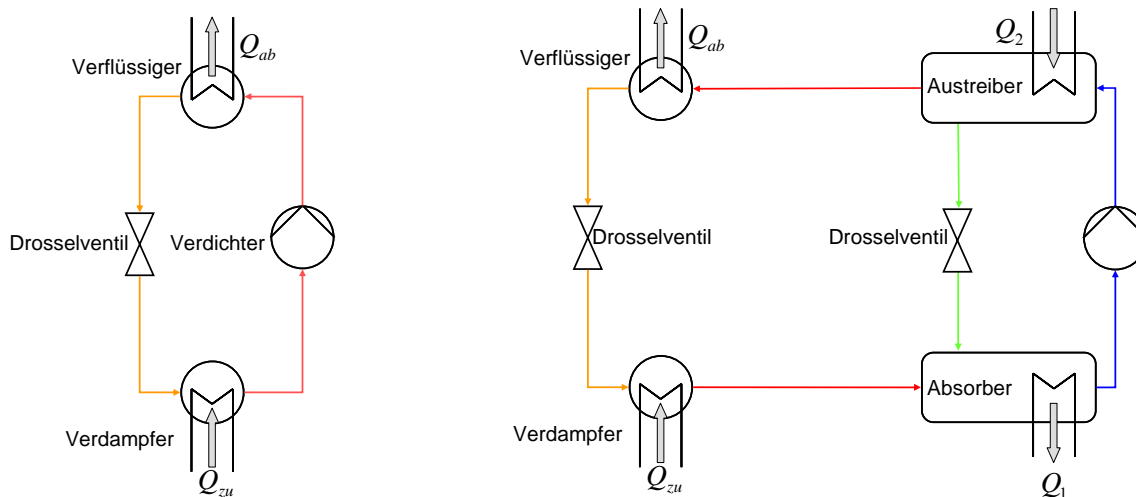 Q_ab
Verflüssiger
Drosselventil
Verdichter
Verdampfer
Q_zu
Q_ab
Q_2
Verflüssiger
Austreiber
Drosselventil
Drosselventil
Absorber
Verdampfer
Q_zu
Q_1